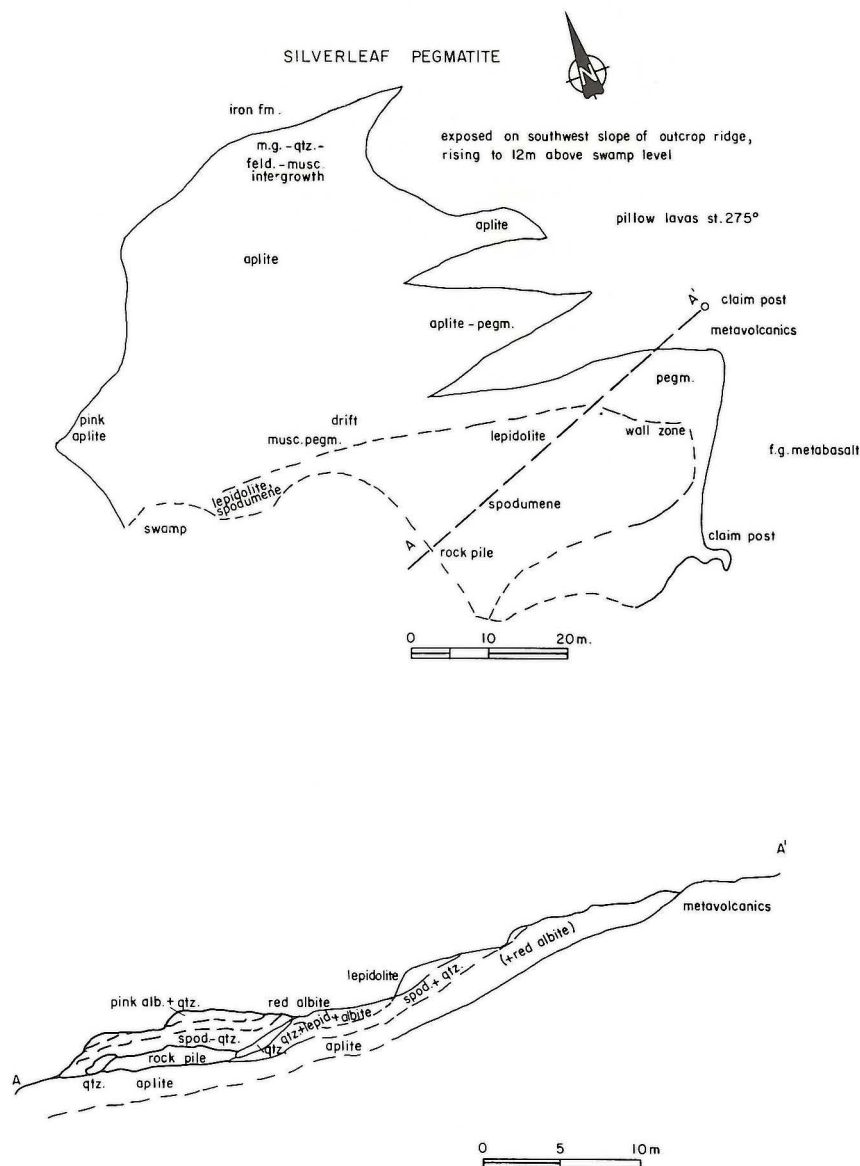 SILVERLEAF PEGMATITE
N
iron fm.
m.g.-qtz.-
feld.-musc.
intergrowth
exposed on southwest slope of outcrop ridge,
rising to 12m above swamp level
aplite
pillow lavas st. 275°
aplite
A'
claim post
aplite-pegm.
metavolcanics
pegm.
pink
aplite
drift
musc. pegm.
lepidolite
wall zone
f.g. metabasalt
lepidolite,
spodumene
spodumene
swamp
A
rock pile
claim post
0 10 20 m.
A'
metavolcanics
(+red albite)
lepidolite
spod.+ qtz.
pink alb.+ qtz.
red albite
qtz.+lepid.+ albite
spod.-qtz.
qtz.
rock pile
aplite
A
qtz.
aplite
0 5 10 m